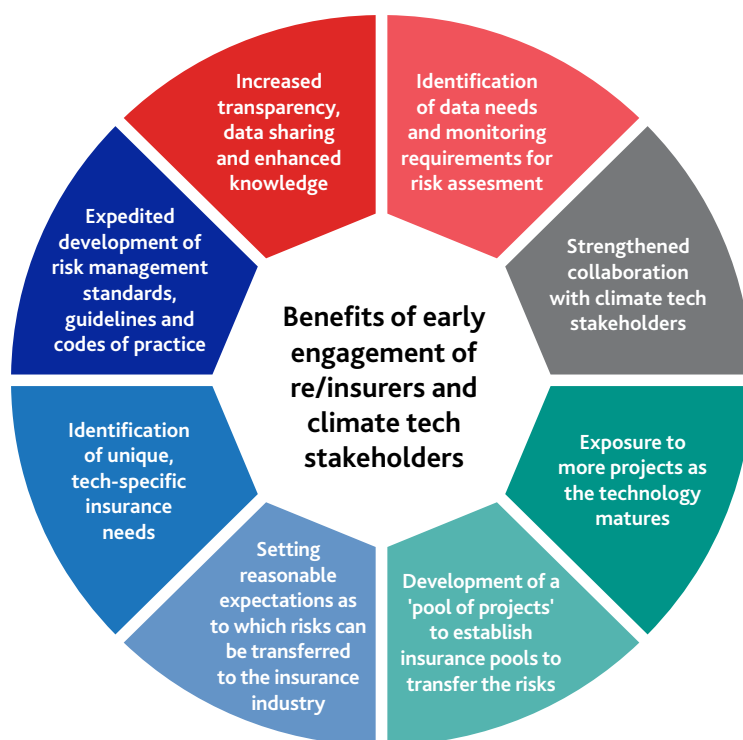 Benefits of early
engagement of
re/insurers and
climate tech
stakeholders
Increased
transparency,
data sharing
and enhanced
knowledge
Identification
of data needs
and monitoring
requirements for
risk assesment
Strengthened
collaboration
with climate tech
stakeholders
Exposure to
more projects as
the technology
matures
Development of a
'pool of projects'
to establish
insurance pools to
transfer the risks
Setting
reasonable
expectations as
to which risks can
be transferred
to the insurance
industry
Identification
of unique,
tech-specific
insurance
needs
Expedited
development of
risk management
standards,
guidelines and
codes of practice